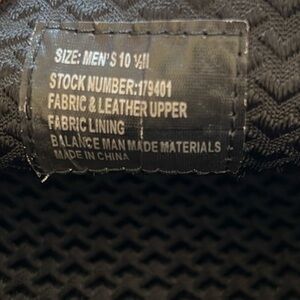 SIZE: MEN'S 10 ½
STOCK NUMBER:179401
FABRIC & LEATHER UPPER
FABRIC LINING
BALANCE MAN MADE MATERIALS
MADE IN CHINA